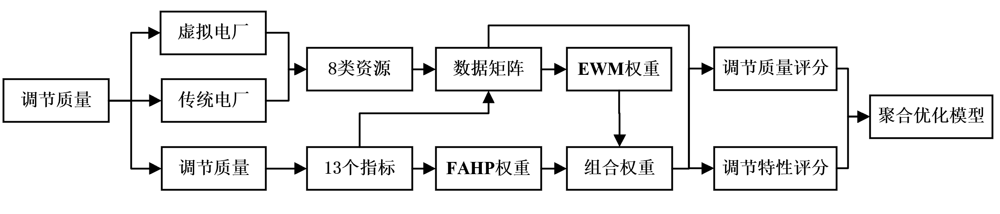 调节质量
虚拟电厂
传统电厂
调节质量
8类资源
13个指标
数据矩阵
FAHP权重
EWM权重
组合权重
调节质量评分
调节特性评分
聚合优化模型